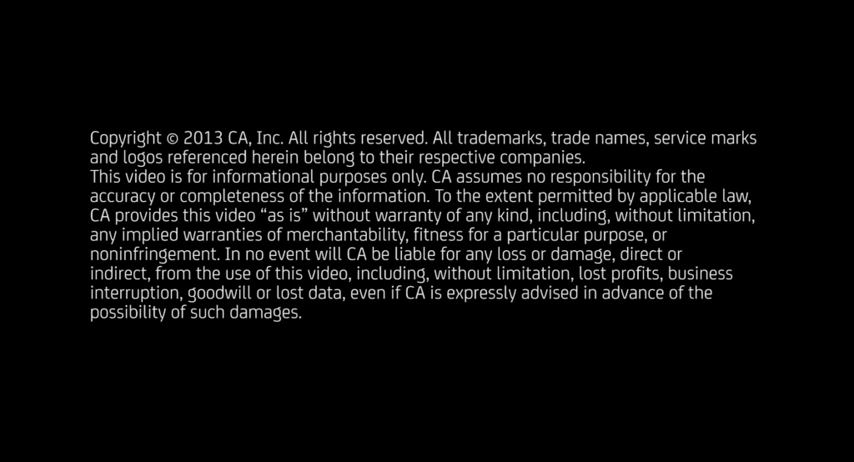 Copyright © 2013 CA, Inc. All rights reserved. All trademarks, trade names, service marks
and logos referenced herein belong to their respective companies.
This video is for informational purposes only. CA assumes no responsibility for the
accuracy or completeness of the information. To the extent permitted by applicable law,
CA provides this video “as is” without warranty of any kind, including, without limitation,
any implied warranties of merchantability, fitness for a particular purpose, or
noninfringement. In no event will CA be liable for any loss or damage, direct or
indirect, from the use of this video, including, without limitation, lost profits, business
interruption, goodwill or lost data, even if CA is expressly advised in advance of the
possibility of such damages.